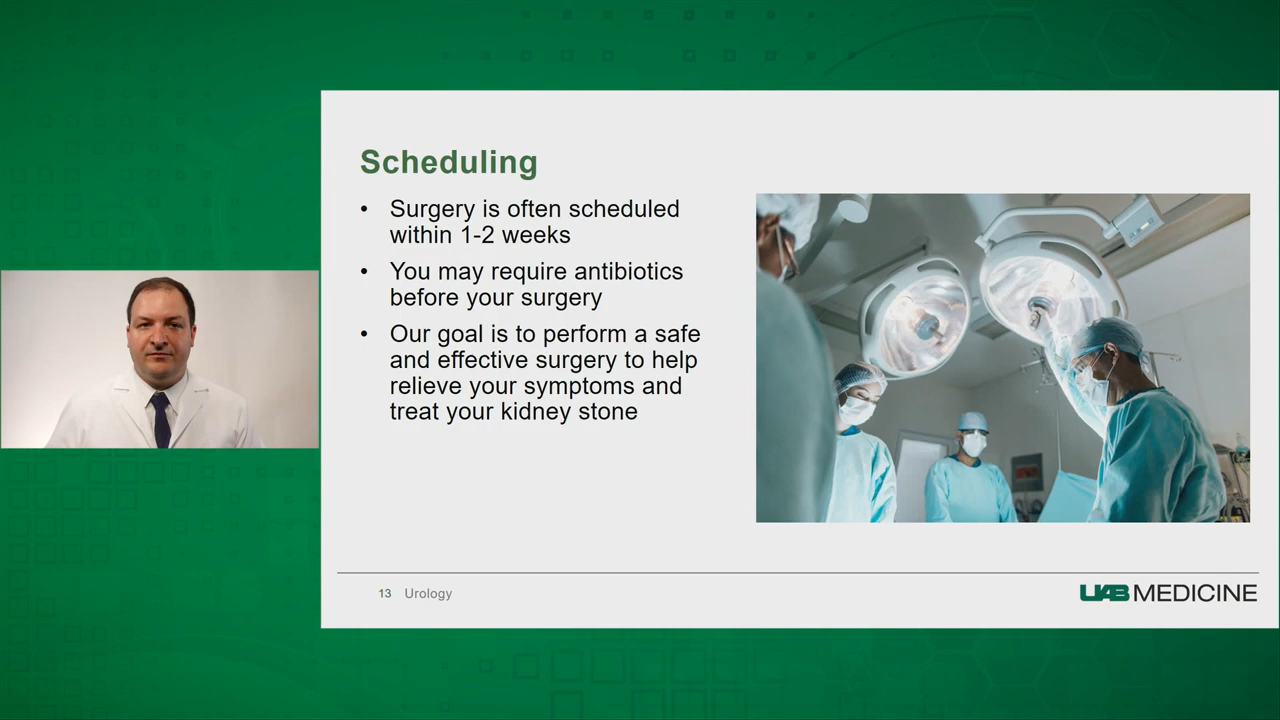 Scheduling
• Surgery is often scheduled
within 1-2 weeks
• You may require antibiotics
before your surgery
• Our goal is to perform a safe
and effective surgery to help
relieve your symptoms and
treat your kidney stone
13 Urology
UAB MEDICINE